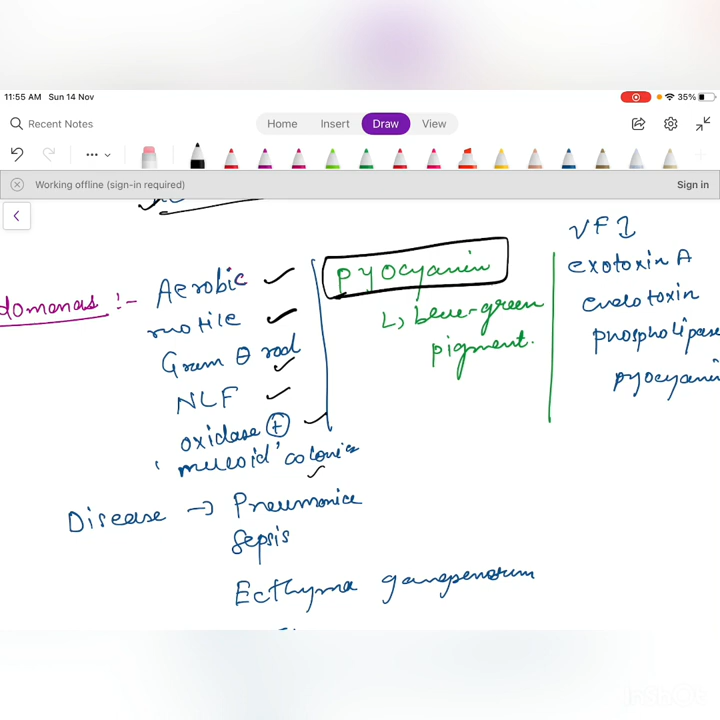 11:55 AM Sun 14 Nov
35%
Recent Notes
Home Insert Draw View
Working offline (sign-in required)
Sign in
domonas :-
Aerobic
motile
Gram ⊖ rod
NLF
oxidase ⊕
'mucoid' colonies
pyocyanin
↳ blue-green
pigment.
VF
exotoxin A
endotoxin
phospholipase
pyocyanin
Disease → Pneumonia
Sepsis
Ecthyma
InShot